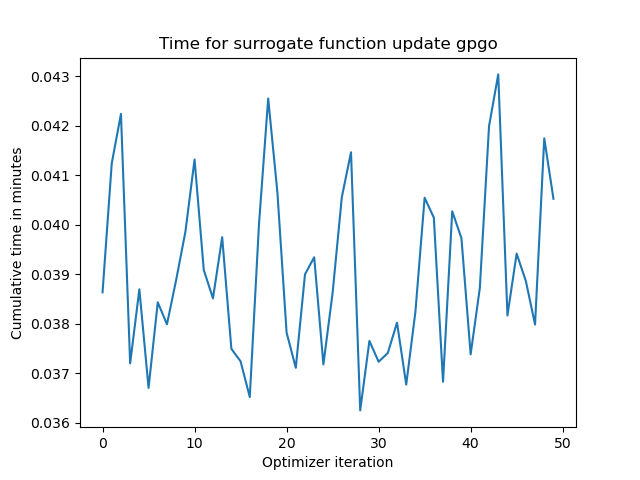 Time for surrogate function update gpgo
Cumulative time in minutes
0.043
0.042
0.041
0.040
0.039
0.038
0.037
0.036
0 10 20 30 40 50
Optimizer iteration